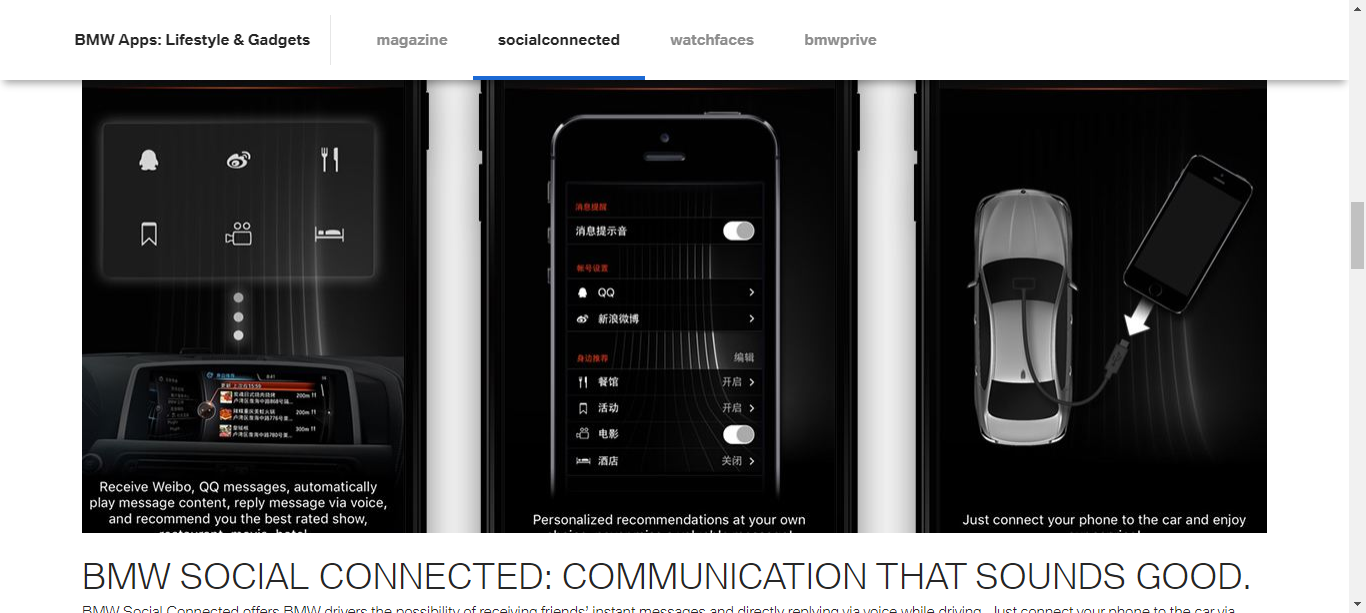 BMW Apps: Lifestyle & Gadgets
magazine
socialconnected
watchfaces
bmwprive
消息提醒
消息提示音
帐号设置
QQ
新浪微博
身边推荐
编辑
餐馆
开启
活动
开启
电影
酒店
关闭
200m
200m
300m
Receive Weibo, QQ messages, automatically
play message content, reply message via voice,
and recommend you the best rated show,
Personalized recommendations at your own
Just connect your phone to the car and enjoy
BMW SOCIAL CONNECTED: COMMUNICATION THAT SOUNDS GOOD.
BMW Social Connected offers BMW drivers the possibility of receiving friends' instant messages and directly replying via voice while driving. Just connect your phone to the car via